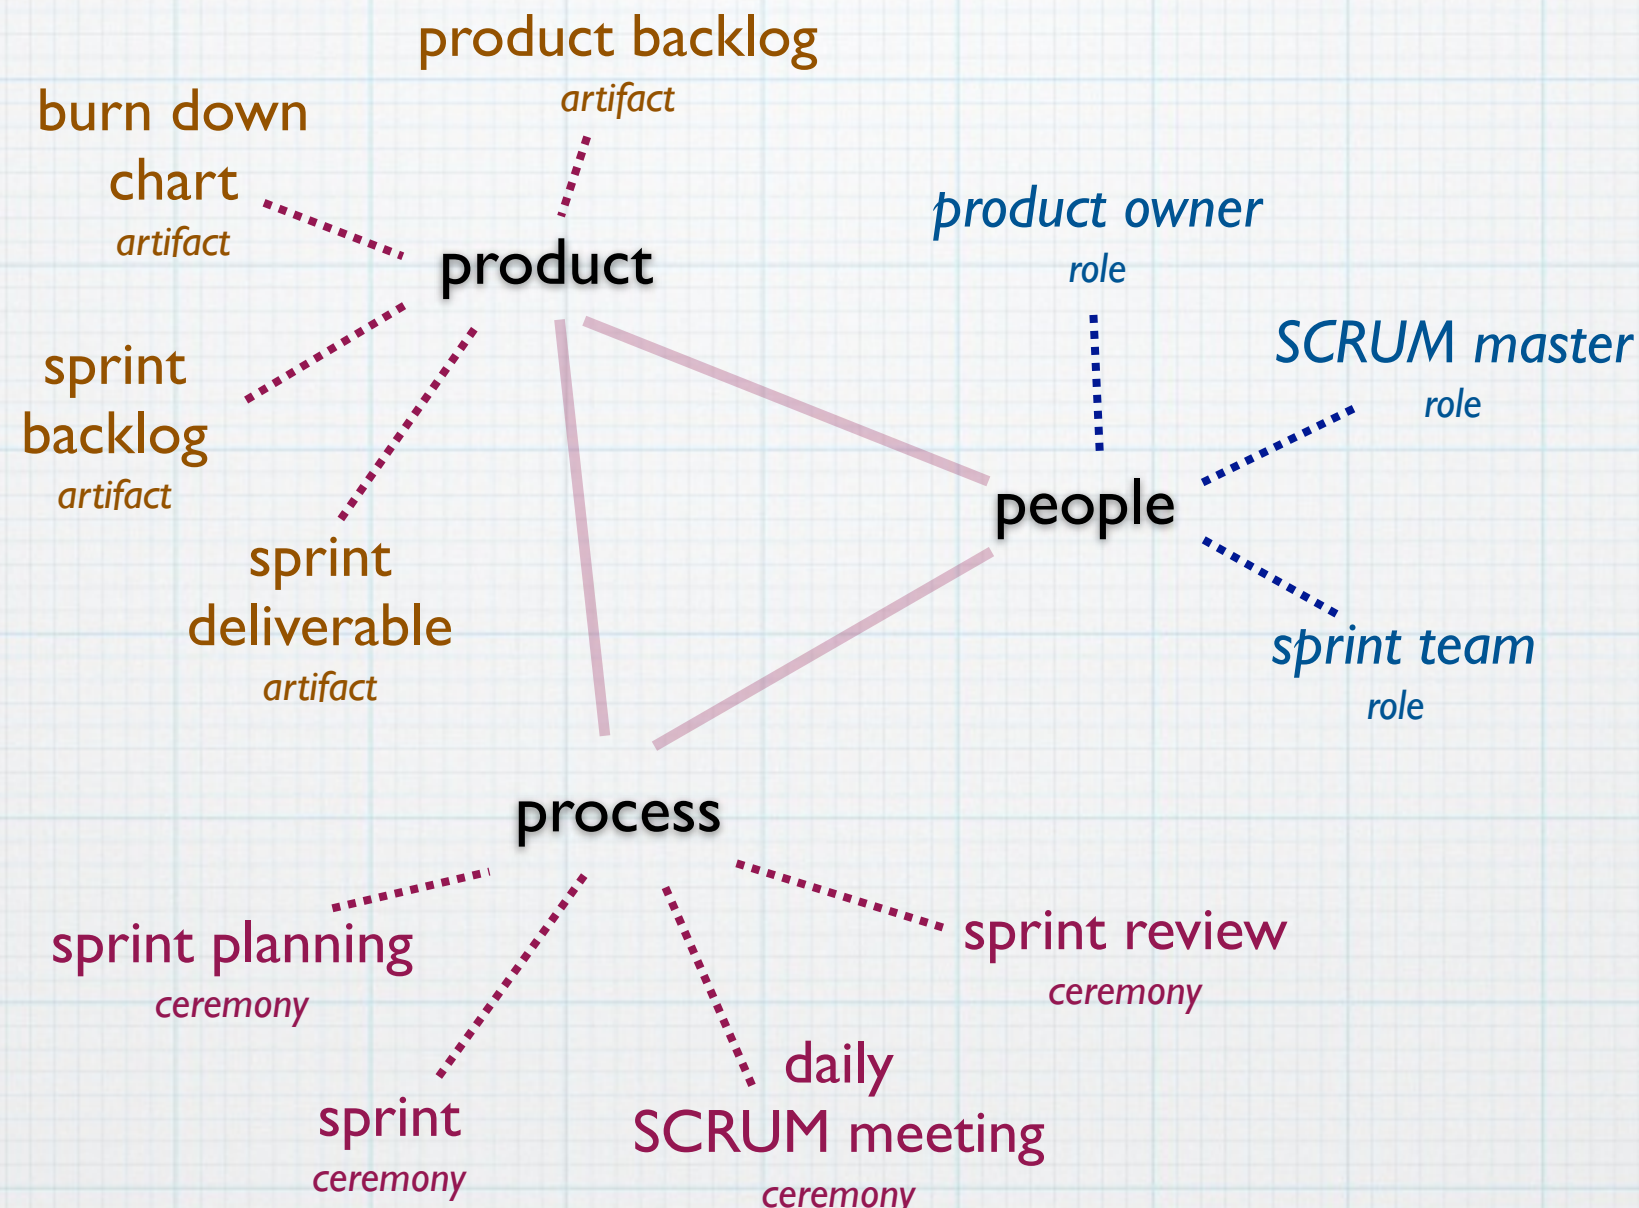 product backlog
artifact
burn down
chart
artifact
product
product owner
role
SCRUM master
role
sprint
backlog
artifact
people
sprint
deliverable
artifact
sprint team
role
process
sprint planning
ceremony
sprint review
ceremony
sprint
ceremony
daily
SCRUM meeting
ceremony